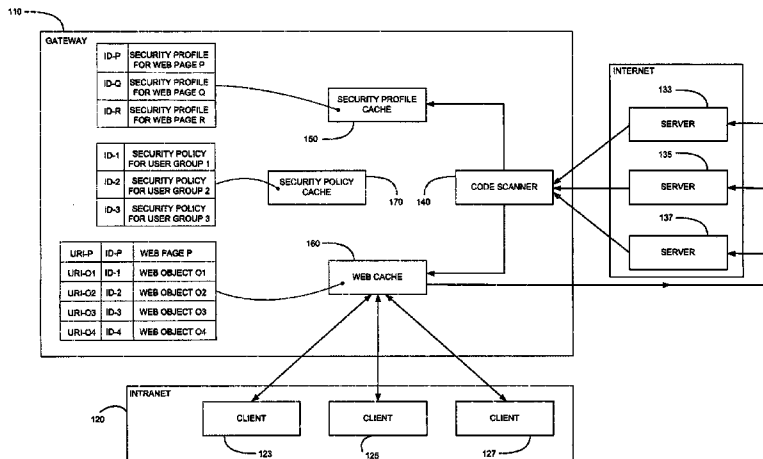 110
GATEWAY
ID-P SECURITY PROFILE FOR WEB PAGE P
ID-Q SECURITY PROFILE FOR WEB PAGE Q
ID-R SECURITY PROFILE FOR WEB PAGE R
SECURITY PROFILE CACHE
150
ID-1 SECURITY POLICY FOR USER GROUP 1
ID-2 SECURITY POLICY FOR USER GROUP 2
ID-3 SECURITY POLICY FOR USER GROUP 3
SECURITY POLICY CACHE
170
140
CODE SCANNER
INTERNET
133
SERVER
135
SERVER
137
SERVER
160
WEB CACHE
URI-P ID-P WEB PAGE P
URI-O1 ID-1 WEB OBJECT O1
URI-O2 ID-2 WEB OBJECT O2
URI-O3 ID-3 WEB OBJECT O3
URI-O4 ID-4 WEB OBJECT O4
120
INTRANET
CLIENT
123
CLIENT
125
CLIENT
127